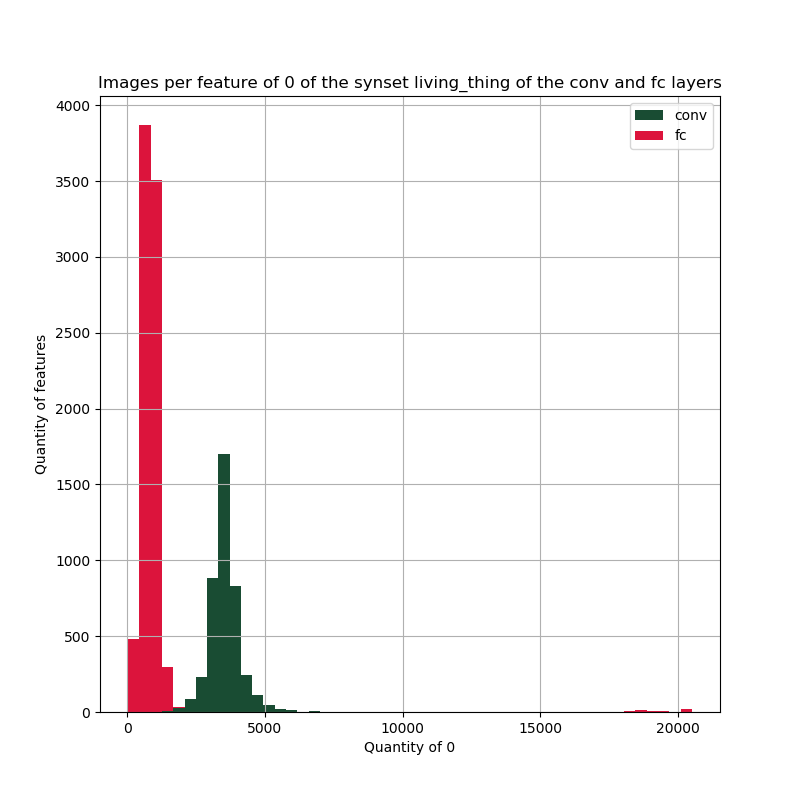 Images per feature of 0 of the synset living_thing of the conv and fc layers
conv
fc
4000
3500
3000
2500
2000
1500
1000
500
0
Quantity of features
0
5000
10000
15000
20000
Quantity of 0